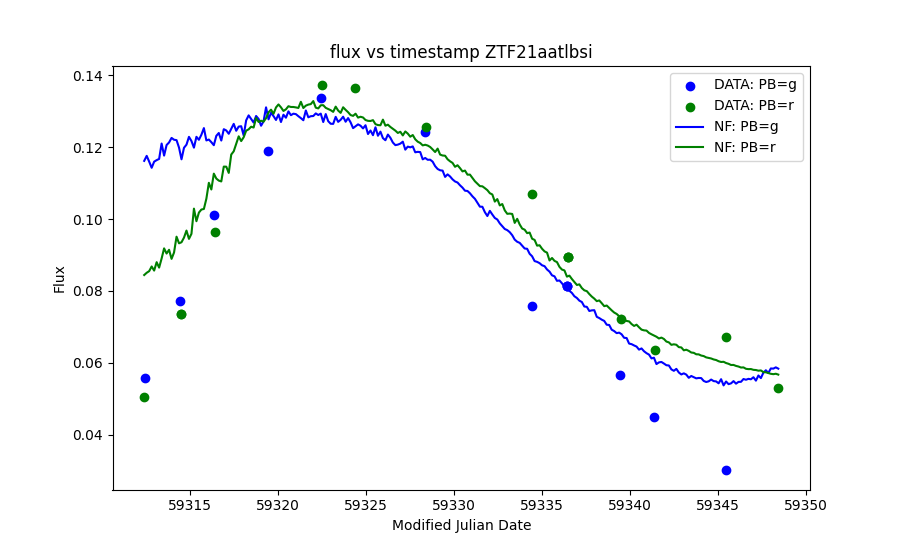 flux vs timestamp ZTF21aatlbsi
DATA: PB=g
DATA: PB=r
NF: PB=g
NF: PB=r
0.14
0.12
0.10
0.08
0.06
0.04
Flux
59315 59320 59325 59330 59335 59340 59345 59350
Modified Julian Date